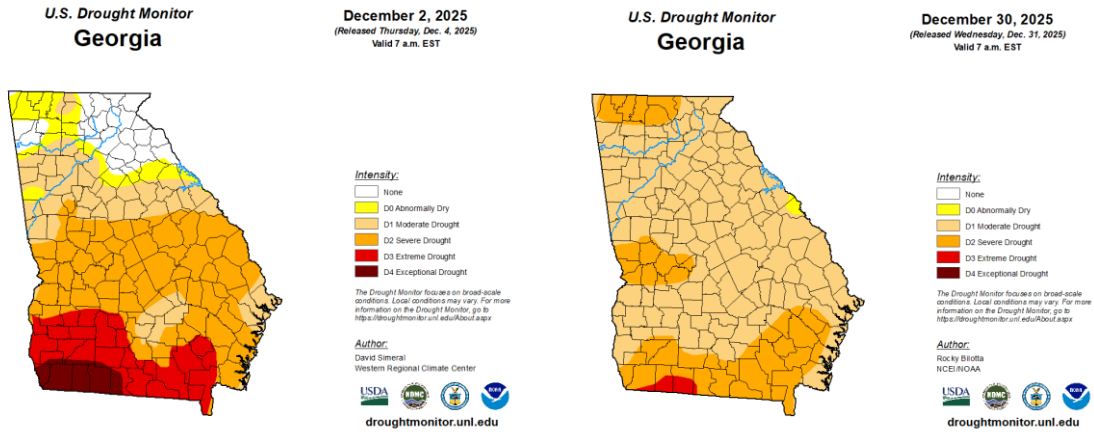 U.S. Drought Monitor
Georgia
December 2, 2025
(Released Thursday, Dec. 4, 2025)
Valid 7 a.m. EST
Intensity:
None
D0 Abnormally Dry
D1 Moderate Drought
D2 Severe Drought
D3 Extreme Drought
D4 Exceptional Drought
The Drought Monitor focuses on broad-scale
conditions. Local conditions may vary. For more
information on the Drought Monitor, go to
https://droughtmonitor.unl.edu/About.aspx
Author:
David Simeral
Western Regional Climate Center
USDA
NDMC
NOAA
droughtmonitor.unl.edu
U.S. Drought Monitor
Georgia
December 30, 2025
(Released Wednesday, Dec. 31, 2025)
Valid 7 a.m. EST
Intensity:
None
D0 Abnormally Dry
D1 Moderate Drought
D2 Severe Drought
D3 Extreme Drought
D4 Exceptional Drought
The Drought Monitor focuses on broad-scale
conditions. Local conditions may vary. For more
information on the Drought Monitor, go to
https://droughtmonitor.unl.edu/About.aspx
Author:
Rocky Bilotta
NCEI/NOAA
USDA
NDMC
NOAA
droughtmonitor.unl.edu